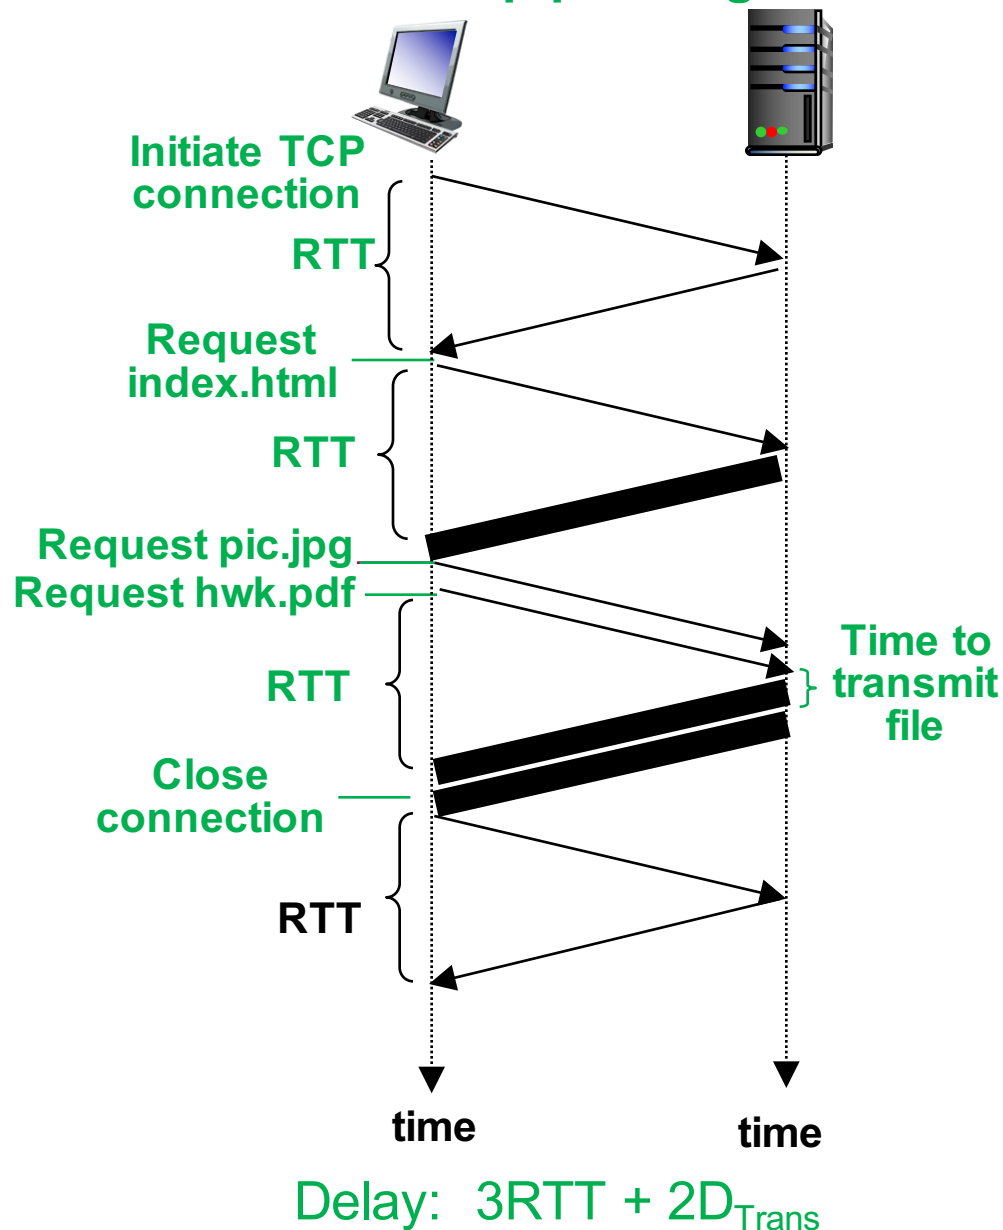 Initiate TCP
connection
RTT
Request
index.html
RTT
Request pic.jpg
Request hwk.pdf
RTT
Time to
transmit
file
Close
connection
RTT
time
time
Delay: 3RTT + 2D_Trans